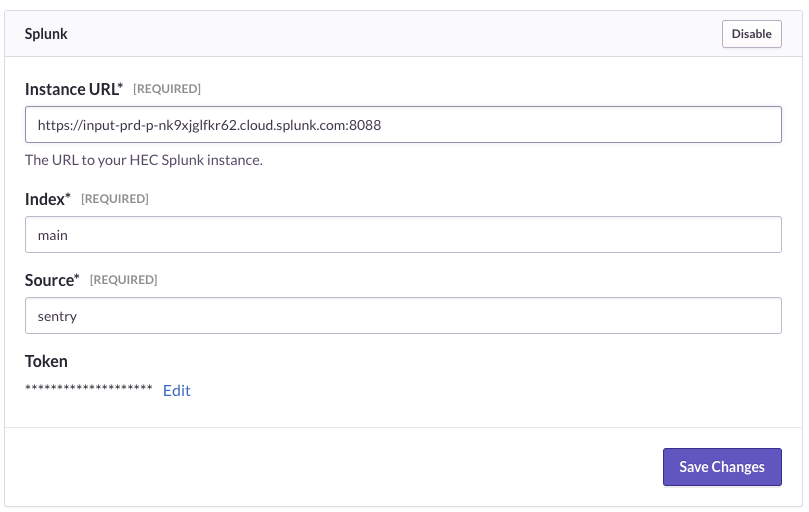 Splunk
Disable
Instance URL* [REQUIRED]
https://input-prd-p-nk9xjglfkr62.cloud.splunk.com:8088
The URL to your HEC Splunk instance.
Index* [REQUIRED]
main
Source* [REQUIRED]
sentry
Token
******************** Edit
Save Changes